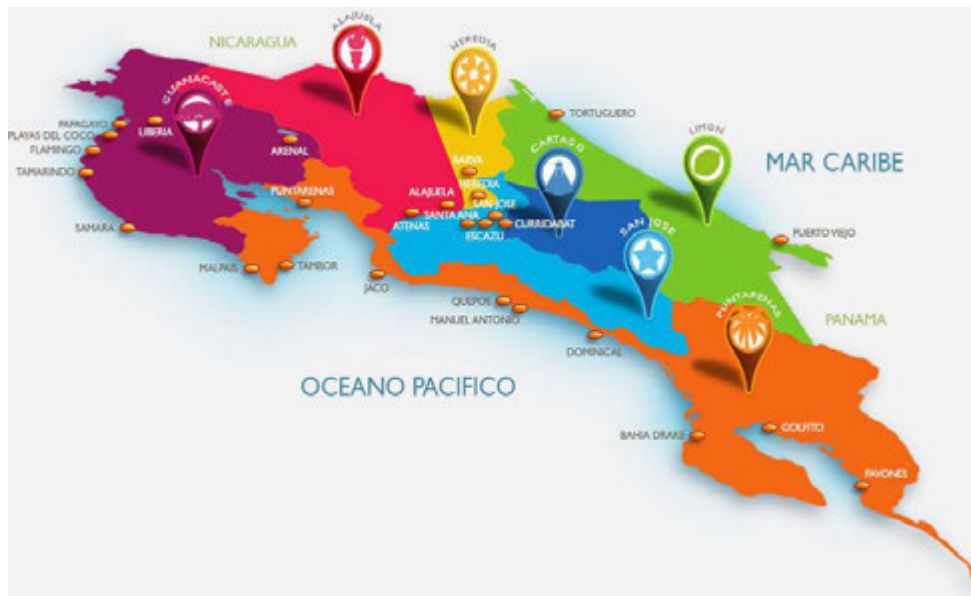 NICARAGUA
ALAJUELA
HEREDIA
GUANACASTE
PAPAGAYO
PLAYAS DEL COCO
LIBERIA
FLAMINGO
TAMARINDO
ARENAL
TORTUGUERO
CARTAGO
LIMON
MAR CARIBE
BARVA
HEREDIA
PUNTARENAS
ALAJUELA
SAN JOSE
SANTA ANA
ATENAS
ESCAZU
CURRIDABAT
SAMARA
SAN JOSE
PUERTO VIEJO
MALPAIS
TAMBOR
JACO
QUEPOS
MANUEL ANTONIO
PUNTARENAS
PANAMA
DOMINICAL
OCEANO PACIFICO
BAHIA DRAKE
GOLFITO
PAVONES